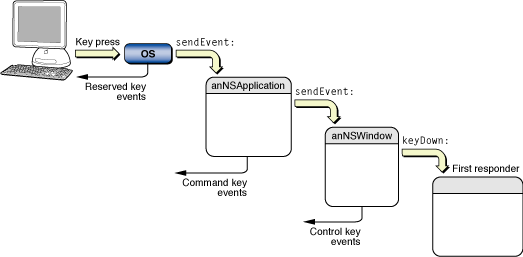 Key press
OS
sendEvent:
Reserved key
events
anNSApplication
sendEvent:
Command key
events
anNSWindow
keyDown:
Control key
events
First responder